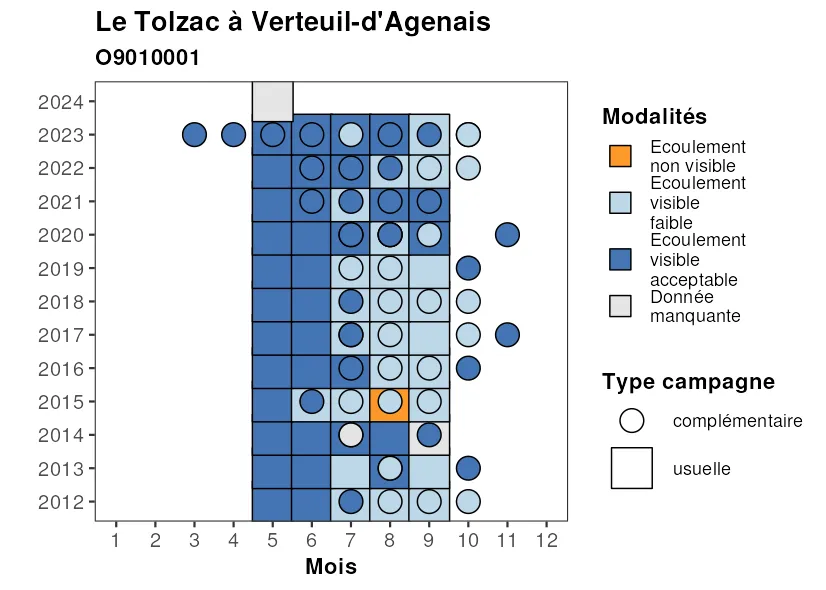 Le Tolzac à Verteuil-d'Agenais
O9010001
2024
2023
2022
2021
2020
2019
2018
2017
2016
2015
2014
2013
2012
1 2 3 4 5 6 7 8 9 10 11 12
Mois
Modalités
Ecoulement
non visible
Ecoulement
visible
faible
Ecoulement
visible
acceptable
Donnée
manquante
Type campagne
complémentaire
usuelle